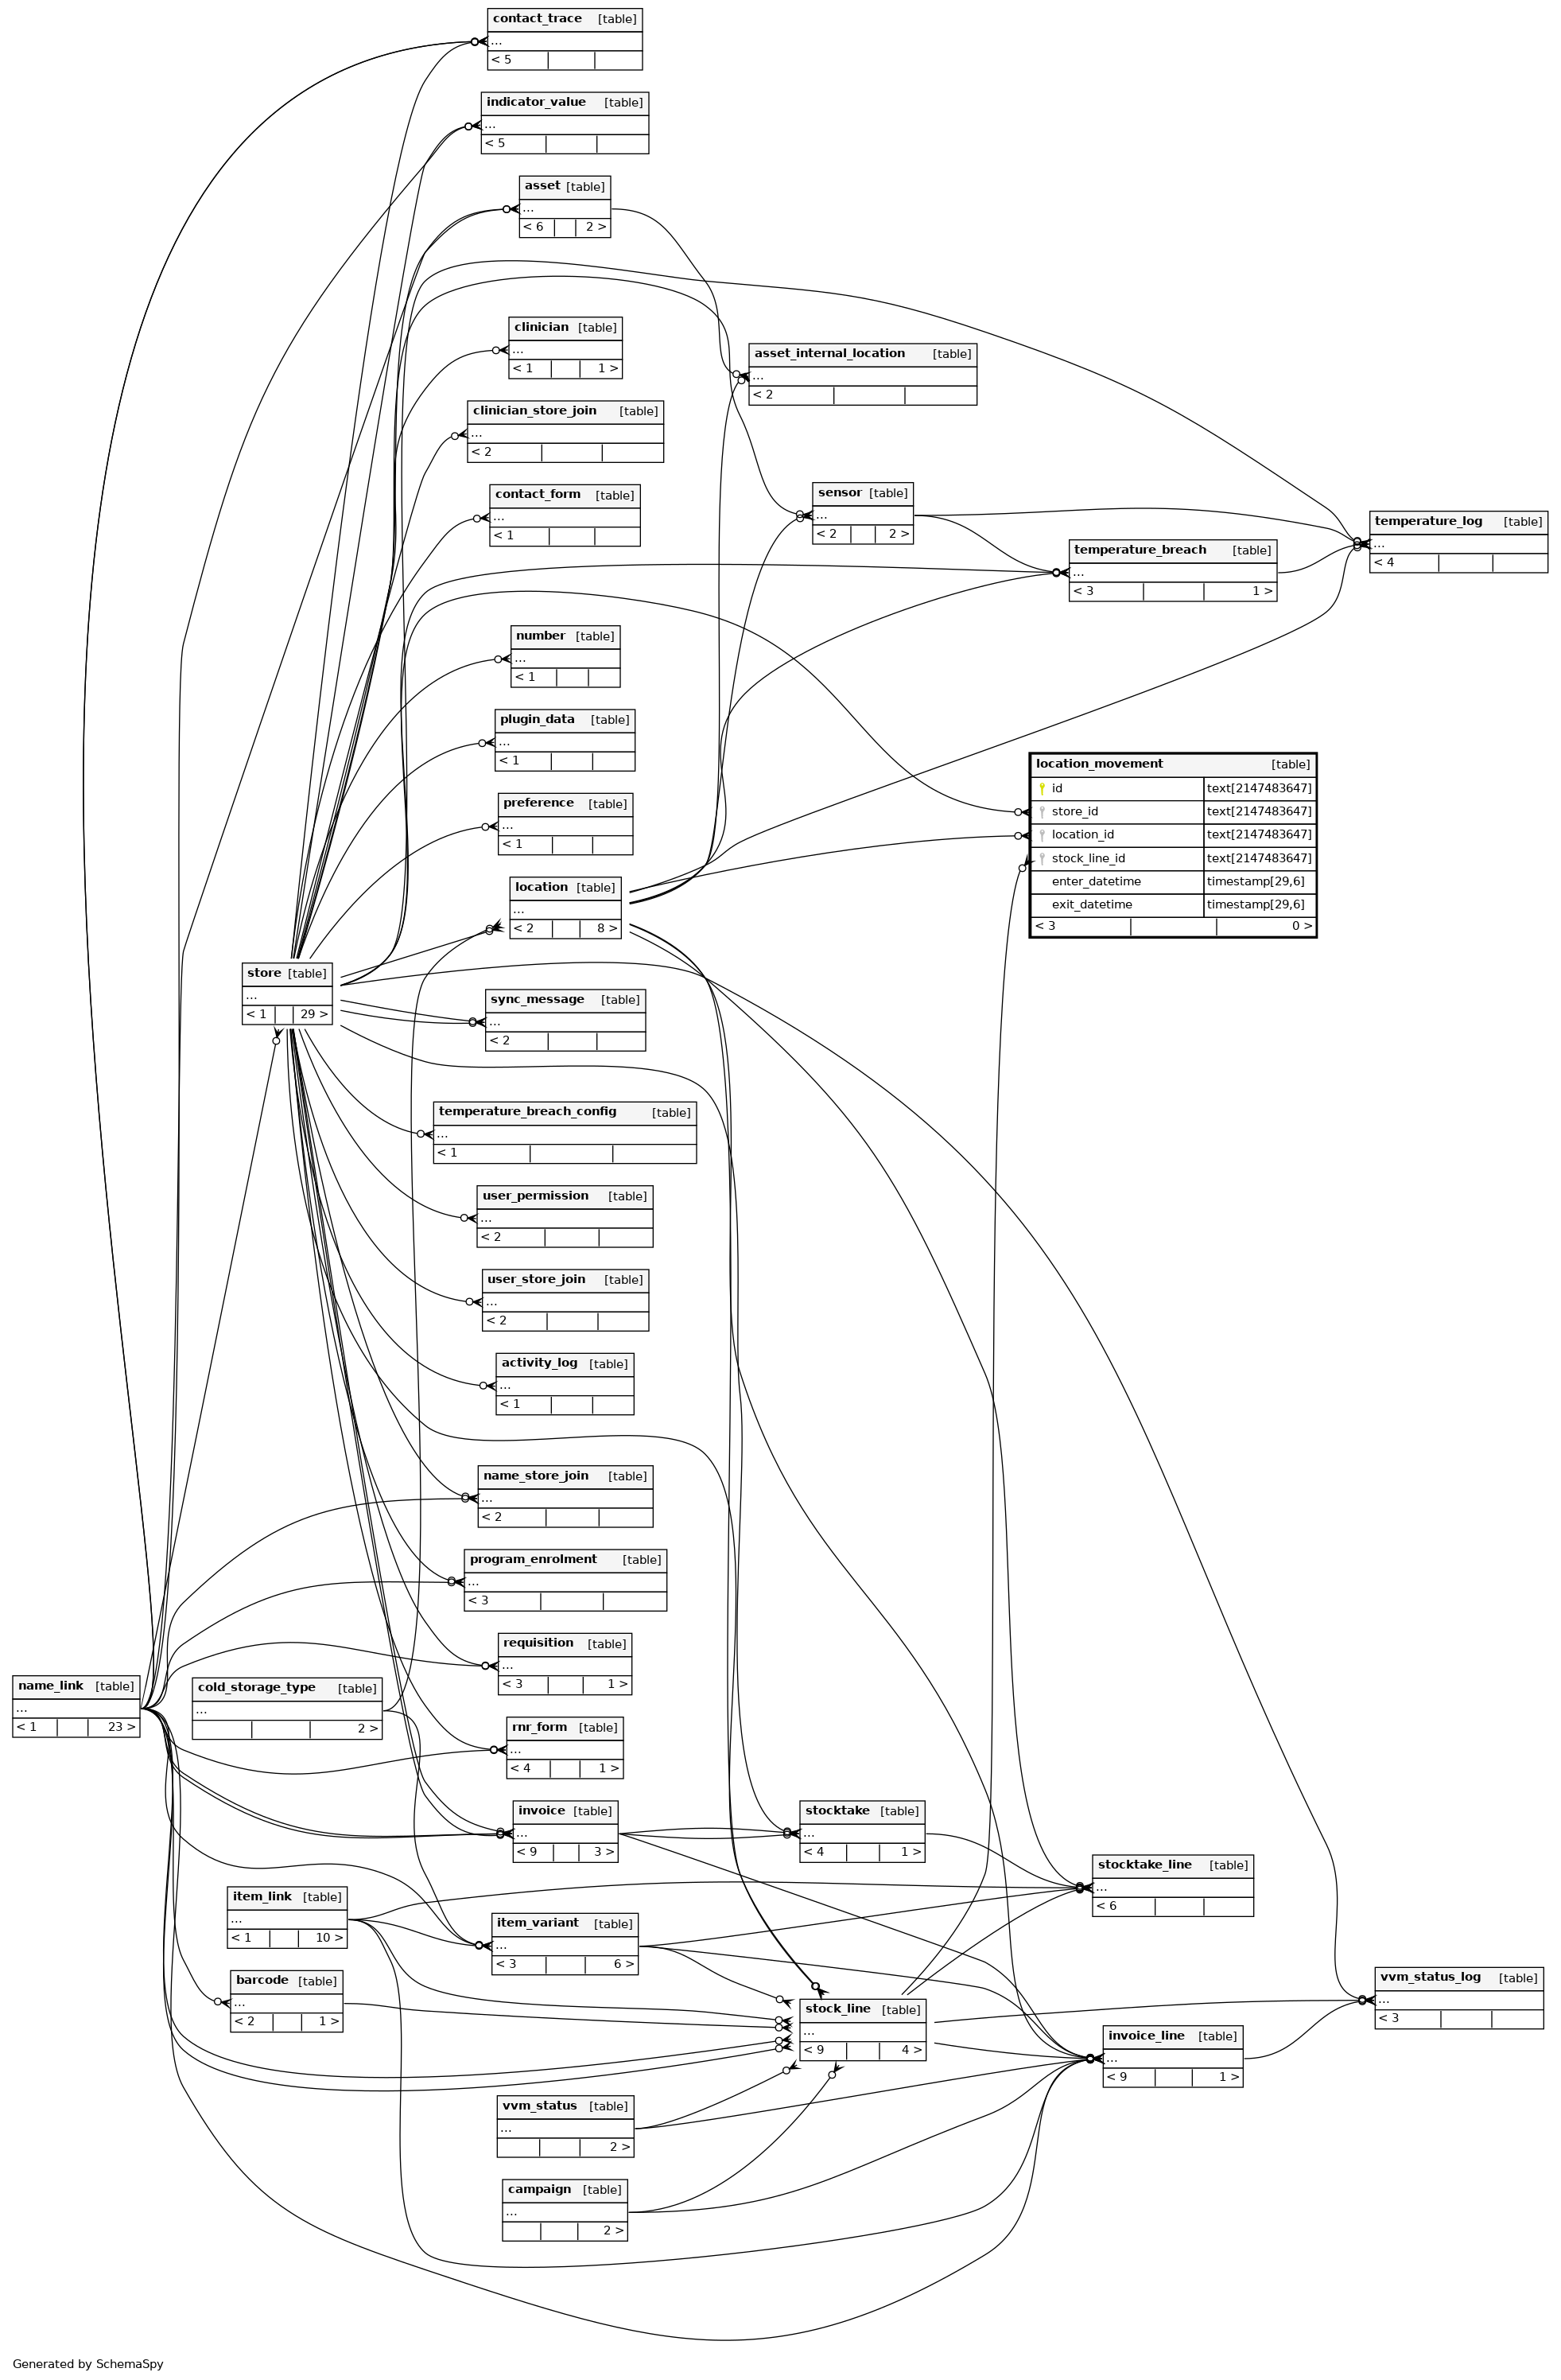 contact_trace [table]
...
< 5
indicator_value [table]
...
< 5
asset [table]
...
< 6 2 >
clinician [table]
...
< 1 1 >
asset_internal_location [table]
...
< 2
clinician_store_join [table]
...
< 2
contact_form [table]
...
< 1
sensor [table]
...
< 2 2 >
temperature_log [table]
...
< 4
temperature_breach [table]
...
< 3 1 >
number [table]
...
< 1
plugin_data [table]
...
< 1
location_movement [table]
id text[2147483647]
store_id text[2147483647]
location_id text[2147483647]
stock_line_id text[2147483647]
enter_datetime timestamp[29,6]
exit_datetime timestamp[29,6]
< 3 0 >
preference [table]
...
< 1
location [table]
...
< 2 8 >
store [table]
...
< 1 29 >
sync_message [table]
...
< 2
temperature_breach_config [table]
...
< 1
user_permission [table]
...
< 2
user_store_join [table]
...
< 2
activity_log [table]
...
< 1
name_store_join [table]
...
< 2
program_enrolment [table]
...
< 3
requisition [table]
...
< 3 1 >
name_link [table]
...
< 1 23 >
cold_storage_type [table]
...
2 >
rnr_form [table]
...
< 4 1 >
invoice [table]
...
< 9 3 >
stocktake [table]
...
< 4 1 >
stocktake_line [table]
...
< 6
item_link [table]
...
< 1 10 >
item_variant [table]
...
< 3 6 >
barcode [table]
...
< 2 1 >
vvm_status_log [table]
...
< 3
stock_line [table]
...
< 9 4 >
invoice_line [table]
...
< 9 1 >
vvm_status [table]
...
2 >
campaign [table]
...
2 >
Generated by SchemaSpy